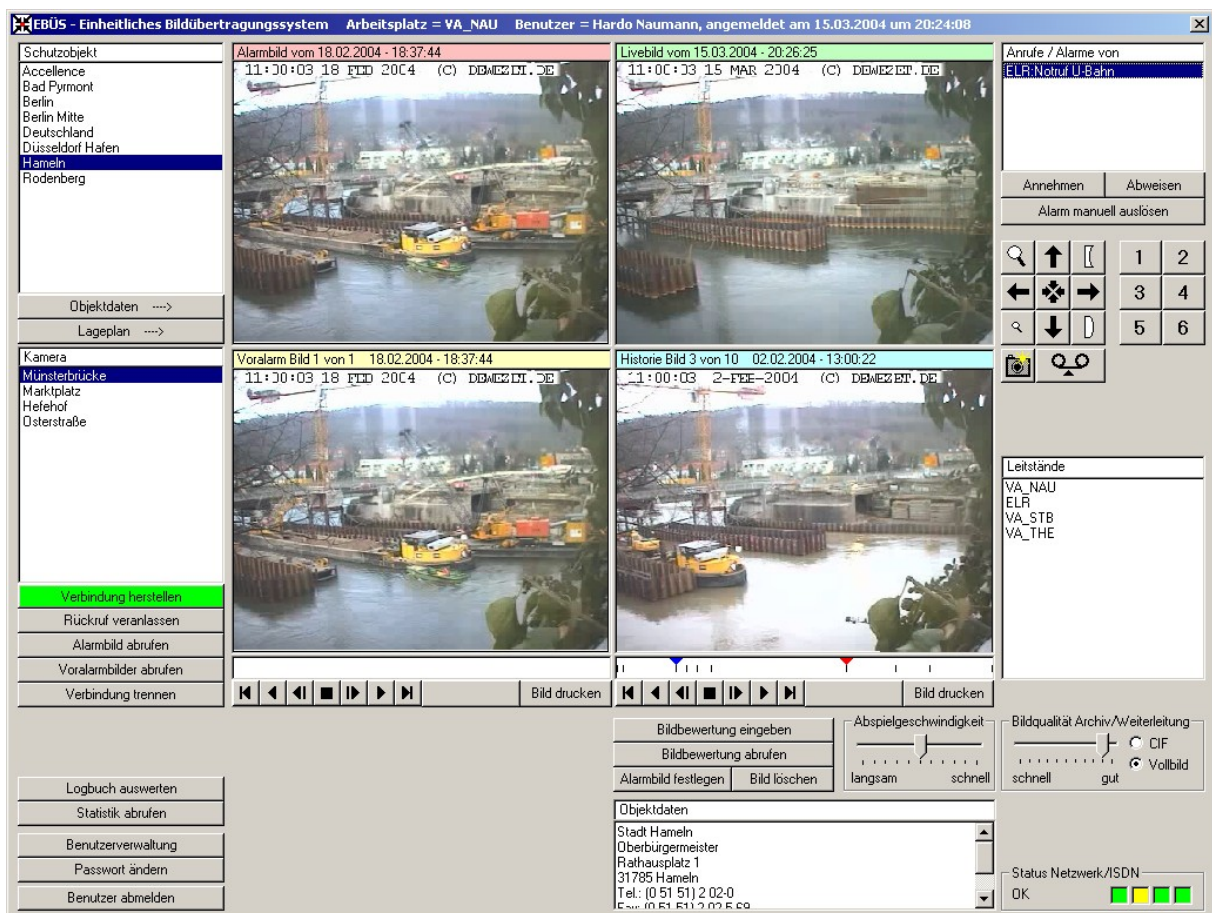 EBÜS - Einheitliches Bildübertragungssystem Arbeitsplatz = VA_NAU Benutzer = Hardo Naumann, angemeldet am 15.03.2004 um 20:24:08
Schutzobjekt
Accellence
Bad Pyrmont
Berlin
Berlin Mitte
Deutschland
Düsseldorf Hafen
Hameln
Rodenberg
Objektdaten ---->
Lageplan ---->
Kamera
Münsterbrücke
Marktplatz
Hefehof
Osterstraße
Verbindung herstellen
Rückruf veranlassen
Alarmbild abrufen
Voralarmbilder abrufen
Verbindung trennen
Logbuch auswerten
Statistik abrufen
Benutzerverwaltung
Passwort ändern
Benutzer abmelden
Alarmbild vom 18.02.2004 - 18:37:44
11:00:03 18 FEB 2004 (C) DEWEZET.DE
Livebild vom 15.03.2004 - 20:26:25
11:00:03 15 MAR 2004 (C) DEWEZET.DE
Voralarm Bild 1 von 1 18.02.2004 - 18:37:44
11:00:03 18 FEB 2004 (C) DEWEZET.DE
Historie Bild 3 von 10 02.02.2004 - 13:00:22
11:00:03 2-FEB-2004 (C) DEWEZET.DE
Bild drucken
Bild drucken
Bildbewertung eingeben
Bildbewertung abrufen
Alarmbild festlegen
Bild löschen
Abspielgeschwindigkeit
langsam schnell
Bildqualität Archiv/Weiterleitung
CIF
Vollbild
schnell gut
Objektdaten
Stadt Hameln
Oberbürgermeister
Rathausplatz 1
31785 Hameln
Tel.: (0 51 51) 2 02-0
Fax: (0 51 51) 2 02 5 69
Anrufe / Alarme von
ELR:Notruf U-Bahn
Annehmen
Abweisen
Alarm manuell auslösen
1 2
3 4
5 6
Leitstände
VA_NAU
ELR
VA_STB
VA_THE
Status Netzwerk/ISDN
OK